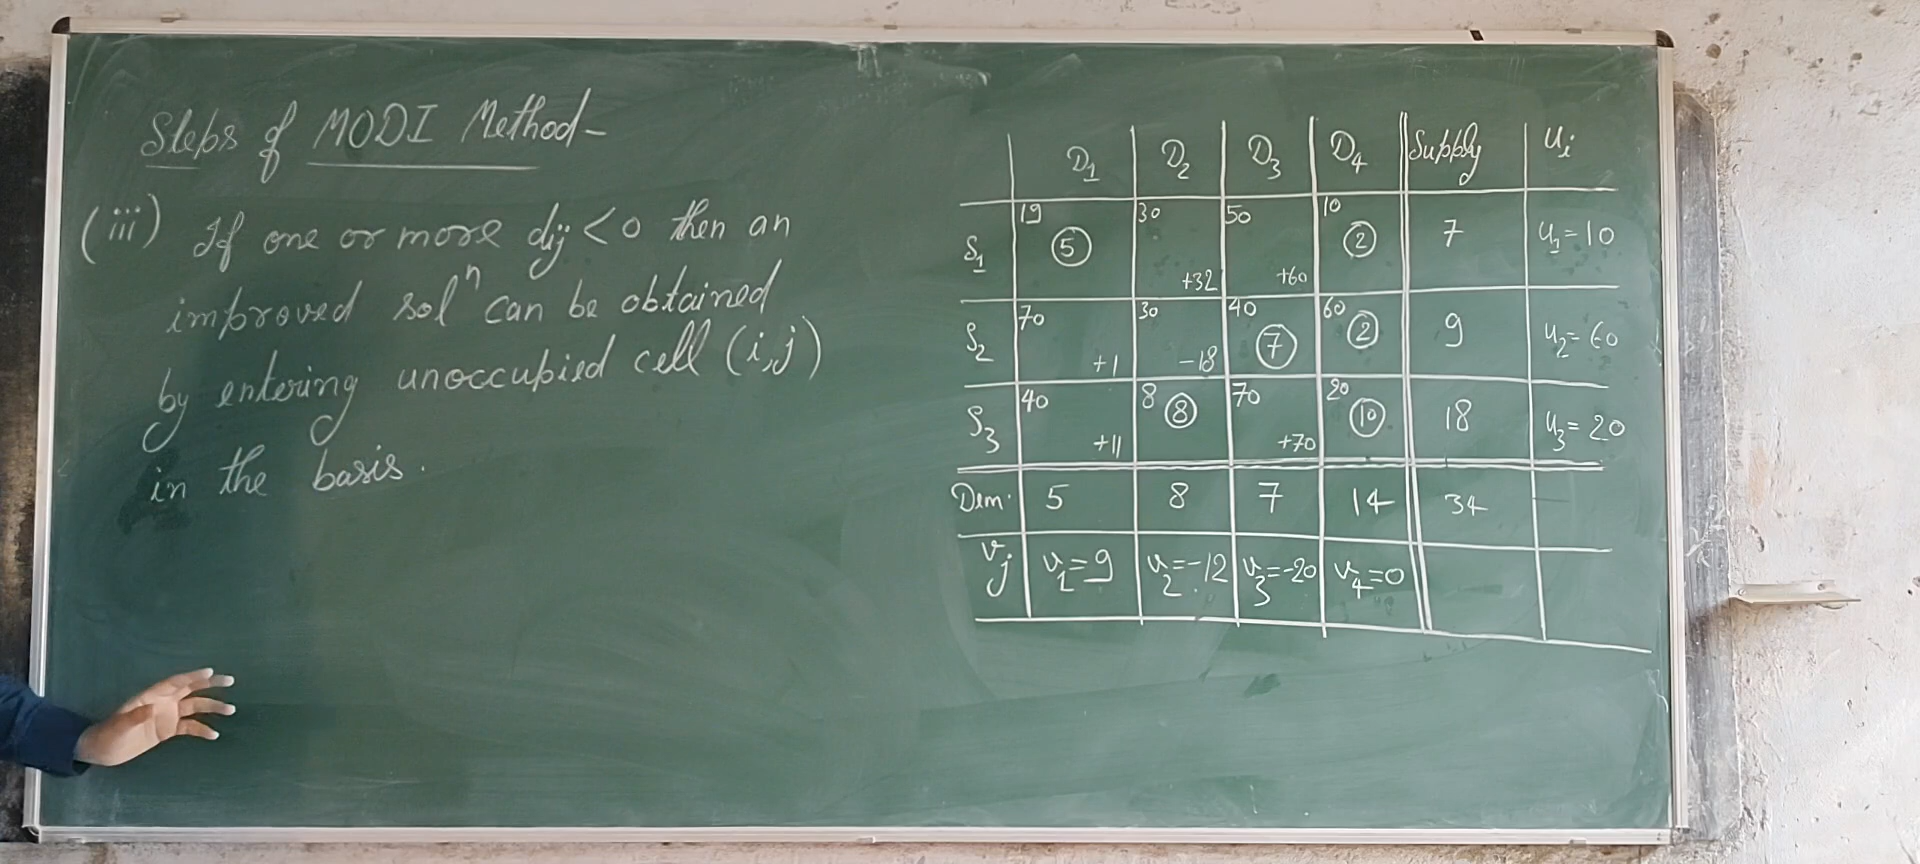 Steps of MODI Method-
(iii) If one or more dij < 0 then an
improved solⁿ can be obtained
by entering unoccupied cell (i,j)
in the basis.
D1 D2 D3 D4 Supply ui
S1 19 (5) 30 +32 50 +60 10 (2) 7 u1=10
S2 70 +1 30 -18 40 (7) 60 (2) 9 u2=60
S3 40 +11 8 (8) 70 +70 20 (10) 18 u3=20
Dem. 5 8 7 14 34
vj v1=9 v2=-12 v3=-20 v4=0